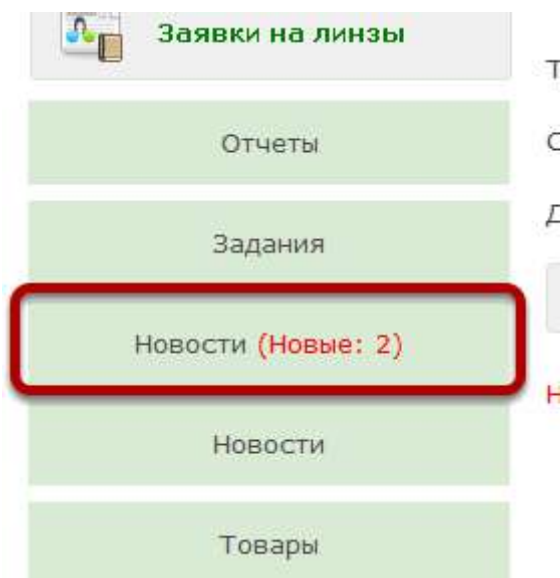 Заявки на линзы
Отчеты
Задания
Новости (Новые: 2)
Новости
Товары